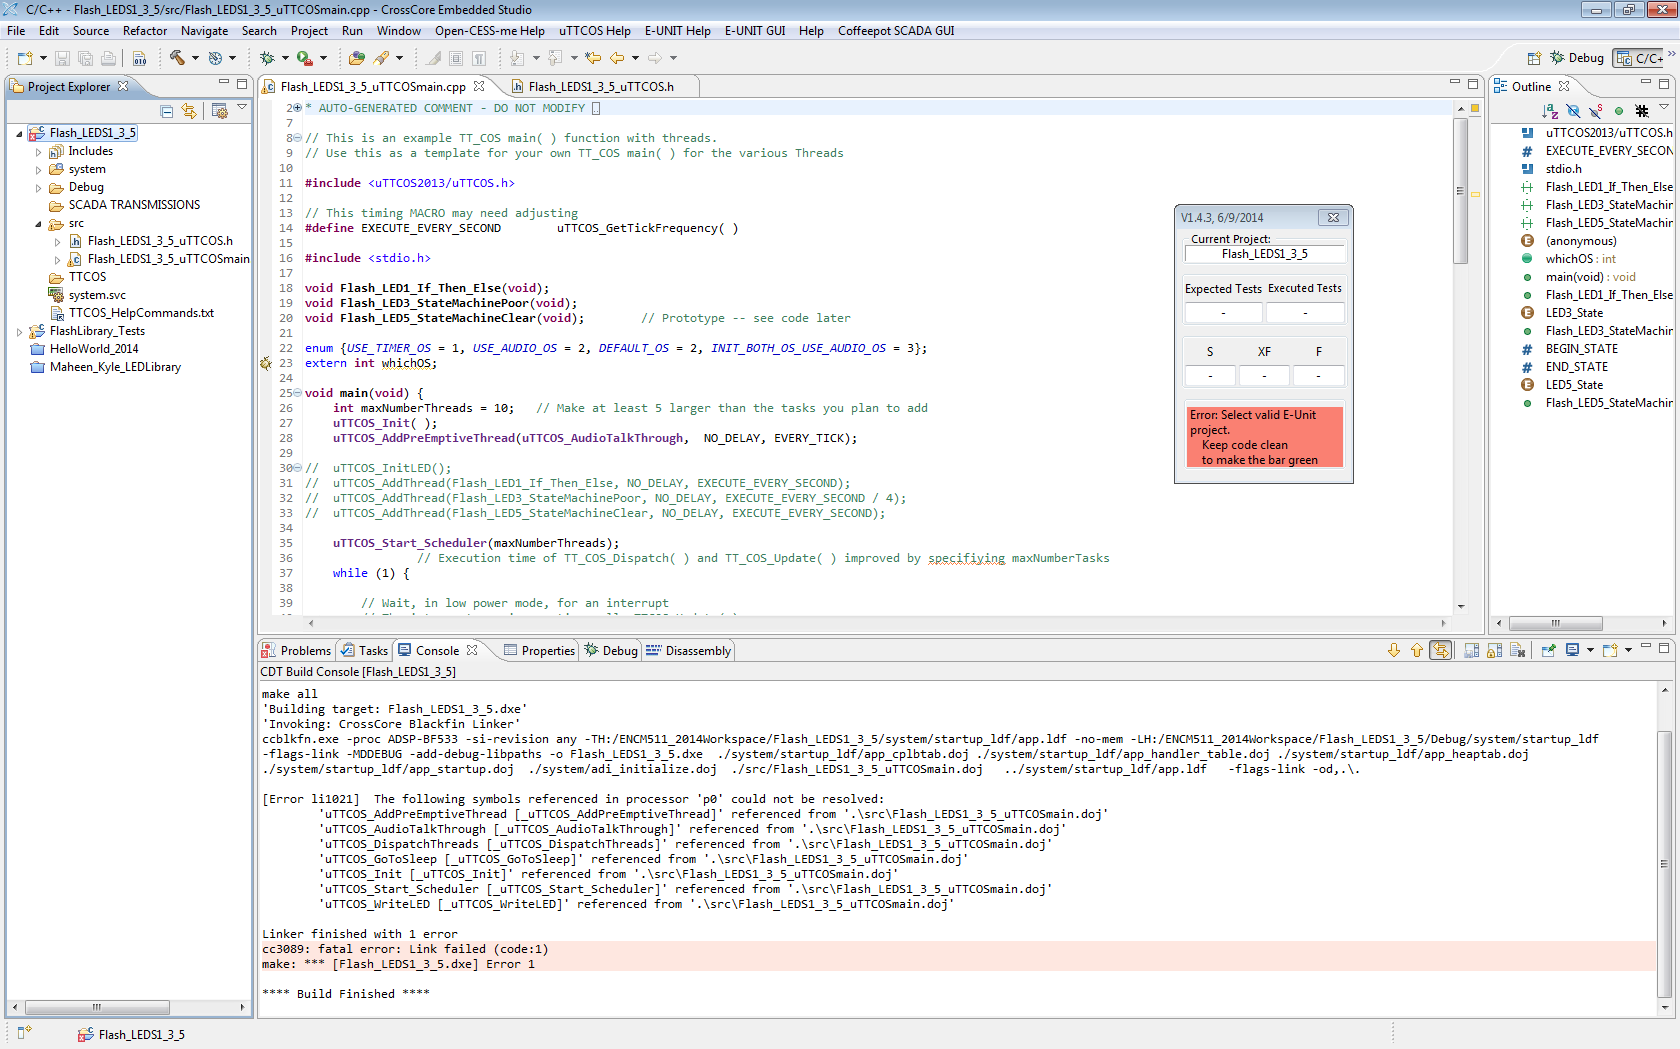 C/C++ - Flash_LEDS1_3_5/src/Flash_LEDS1_3_5_uTTCOSmain.cpp - CrossCore Embedded Studio
File Edit Source Refactor Navigate Search Project Run Window Open-CESS-me Help uTTCOS Help E-UNIT Help E-UNIT GUI Help Coffeepot SCADA GUI
Debug C/C++
Project Explorer
Flash_LEDS1_3_5
Includes
system
Debug
SCADA TRANSMISSIONS
src
Flash_LEDS1_3_5_uTTCOS.h
Flash_LEDS1_3_5_uTTCOSmain
TTCOS
system.svc
TTCOS_HelpCommands.txt
FlashLibrary_Tests
HelloWorld_2014
Maheen_Kyle_LEDLibrary
Flash_LEDS1_3_5_uTTCOSmain.cpp Flash_LEDS1_3_5_uTTCOS.h
2 * AUTO-GENERATED COMMENT - DO NOT MODIFY
7
8 // This is an example TT_COS main( ) function with threads.
9 // Use this as a template for your own TT_COS main( ) for the various Threads
10
11 #include <uTTCOS2013/uTTCOS.h>
12
13 // This timing MACRO may need adjusting
14 #define EXECUTE_EVERY_SECOND uTTCOS_GetTickFrequency( )
15
16 #include <stdio.h>
17
18 void Flash_LED1_If_Then_Else(void);
19 void Flash_LED3_StateMachinePoor(void);
20 void Flash_LED5_StateMachineClear(void); // Prototype -- see code later
21
22 enum {USE_TIMER_OS = 1, USE_AUDIO_OS = 2, DEFAULT_OS = 2, INIT_BOTH_OS_USE_AUDIO_OS = 3};
23 extern int whichOS;
24
25 void main(void) {
26 int maxNumberThreads = 10; // Make at least 5 larger than the tasks you plan to add
27 uTTCOS_Init( );
28 uTTCOS_AddPreEmptiveThread(uTTCOS_AudioTalkThrough, NO_DELAY, EVERY_TICK);
29
30 // uTTCOS_InitLED();
31 // uTTCOS_AddThread(Flash_LED1_If_Then_Else, NO_DELAY, EXECUTE_EVERY_SECOND);
32 // uTTCOS_AddThread(Flash_LED3_StateMachinePoor, NO_DELAY, EXECUTE_EVERY_SECOND / 4);
33 // uTTCOS_AddThread(Flash_LED5_StateMachineClear, NO_DELAY, EXECUTE_EVERY_SECOND);
34
35 uTTCOS_Start_Scheduler(maxNumberThreads);
36 // Execution time of TT_COS_Dispatch( ) and TT_COS_Update( ) improved by specifiying maxNumberTasks
37 while (1) {
38
39 // Wait, in low power mode, for an interrupt
V1.4.3, 6/9/2014
Current Project:
Flash_LEDS1_3_5
Expected Tests Executed Tests
- -
S XF F
- - -
Error: Select valid E-Unit
project.
Keep code clean
to make the bar green
Outline
uTTCOS2013/uTTCOS.h
EXECUTE_EVERY_SECON
stdio.h
Flash_LED1_If_Then_Else
Flash_LED3_StateMachin
Flash_LED5_StateMachin
(anonymous)
whichOS : int
main(void) : void
Flash_LED1_If_Then_Else
LED3_State
Flash_LED3_StateMachin
BEGIN_STATE
END_STATE
LED5_State
Flash_LED5_StateMachin
Problems Tasks Console Properties Debug Disassembly
CDT Build Console [Flash_LEDS1_3_5]
make all
'Building target: Flash_LEDS1_3_5.dxe'
'Invoking: CrossCore Blackfin Linker'
ccblkfn.exe -proc ADSP-BF533 -si-revision any -TH:/ENCM511_2014Workspace/Flash_LEDS1_3_5/system/startup_ldf/app.ldf -no-mem -LH:/ENCM511_2014Workspace/Flash_LEDS1_3_5/Debug/system/startup_ldf
-flags-link -MDDEBUG -add-debug-libpaths -o Flash_LEDS1_3_5.dxe ./system/startup_ldf/app_cplbtab.doj ./system/startup_ldf/app_handler_table.doj ./system/startup_ldf/app_heaptab.doj
./system/startup_ldf/app_startup.doj ./system/adi_initialize.doj ./src/Flash_LEDS1_3_5_uTTCOSmain.doj ../system/startup_ldf/app.ldf -flags-link -od,.\.
[Error li1021] The following symbols referenced in processor 'p0' could not be resolved:
'uTTCOS_AddPreEmptiveThread [_uTTCOS_AddPreEmptiveThread]' referenced from '.\src\Flash_LEDS1_3_5_uTTCOSmain.doj'
'uTTCOS_AudioTalkThrough [_uTTCOS_AudioTalkThrough]' referenced from '.\src\Flash_LEDS1_3_5_uTTCOSmain.doj'
'uTTCOS_DispatchThreads [_uTTCOS_DispatchThreads]' referenced from '.\src\Flash_LEDS1_3_5_uTTCOSmain.doj'
'uTTCOS_GoToSleep [_uTTCOS_GoToSleep]' referenced from '.\src\Flash_LEDS1_3_5_uTTCOSmain.doj'
'uTTCOS_Init [_uTTCOS_Init]' referenced from '.\src\Flash_LEDS1_3_5_uTTCOSmain.doj'
'uTTCOS_Start_Scheduler [_uTTCOS_Start_Scheduler]' referenced from '.\src\Flash_LEDS1_3_5_uTTCOSmain.doj'
'uTTCOS_WriteLED [_uTTCOS_WriteLED]' referenced from '.\src\Flash_LEDS1_3_5_uTTCOSmain.doj'
Linker finished with 1 error
cc3089: fatal error: Link failed (code:1)
make: *** [Flash_LEDS1_3_5.dxe] Error 1
**** Build Finished ****
Flash_LEDS1_3_5